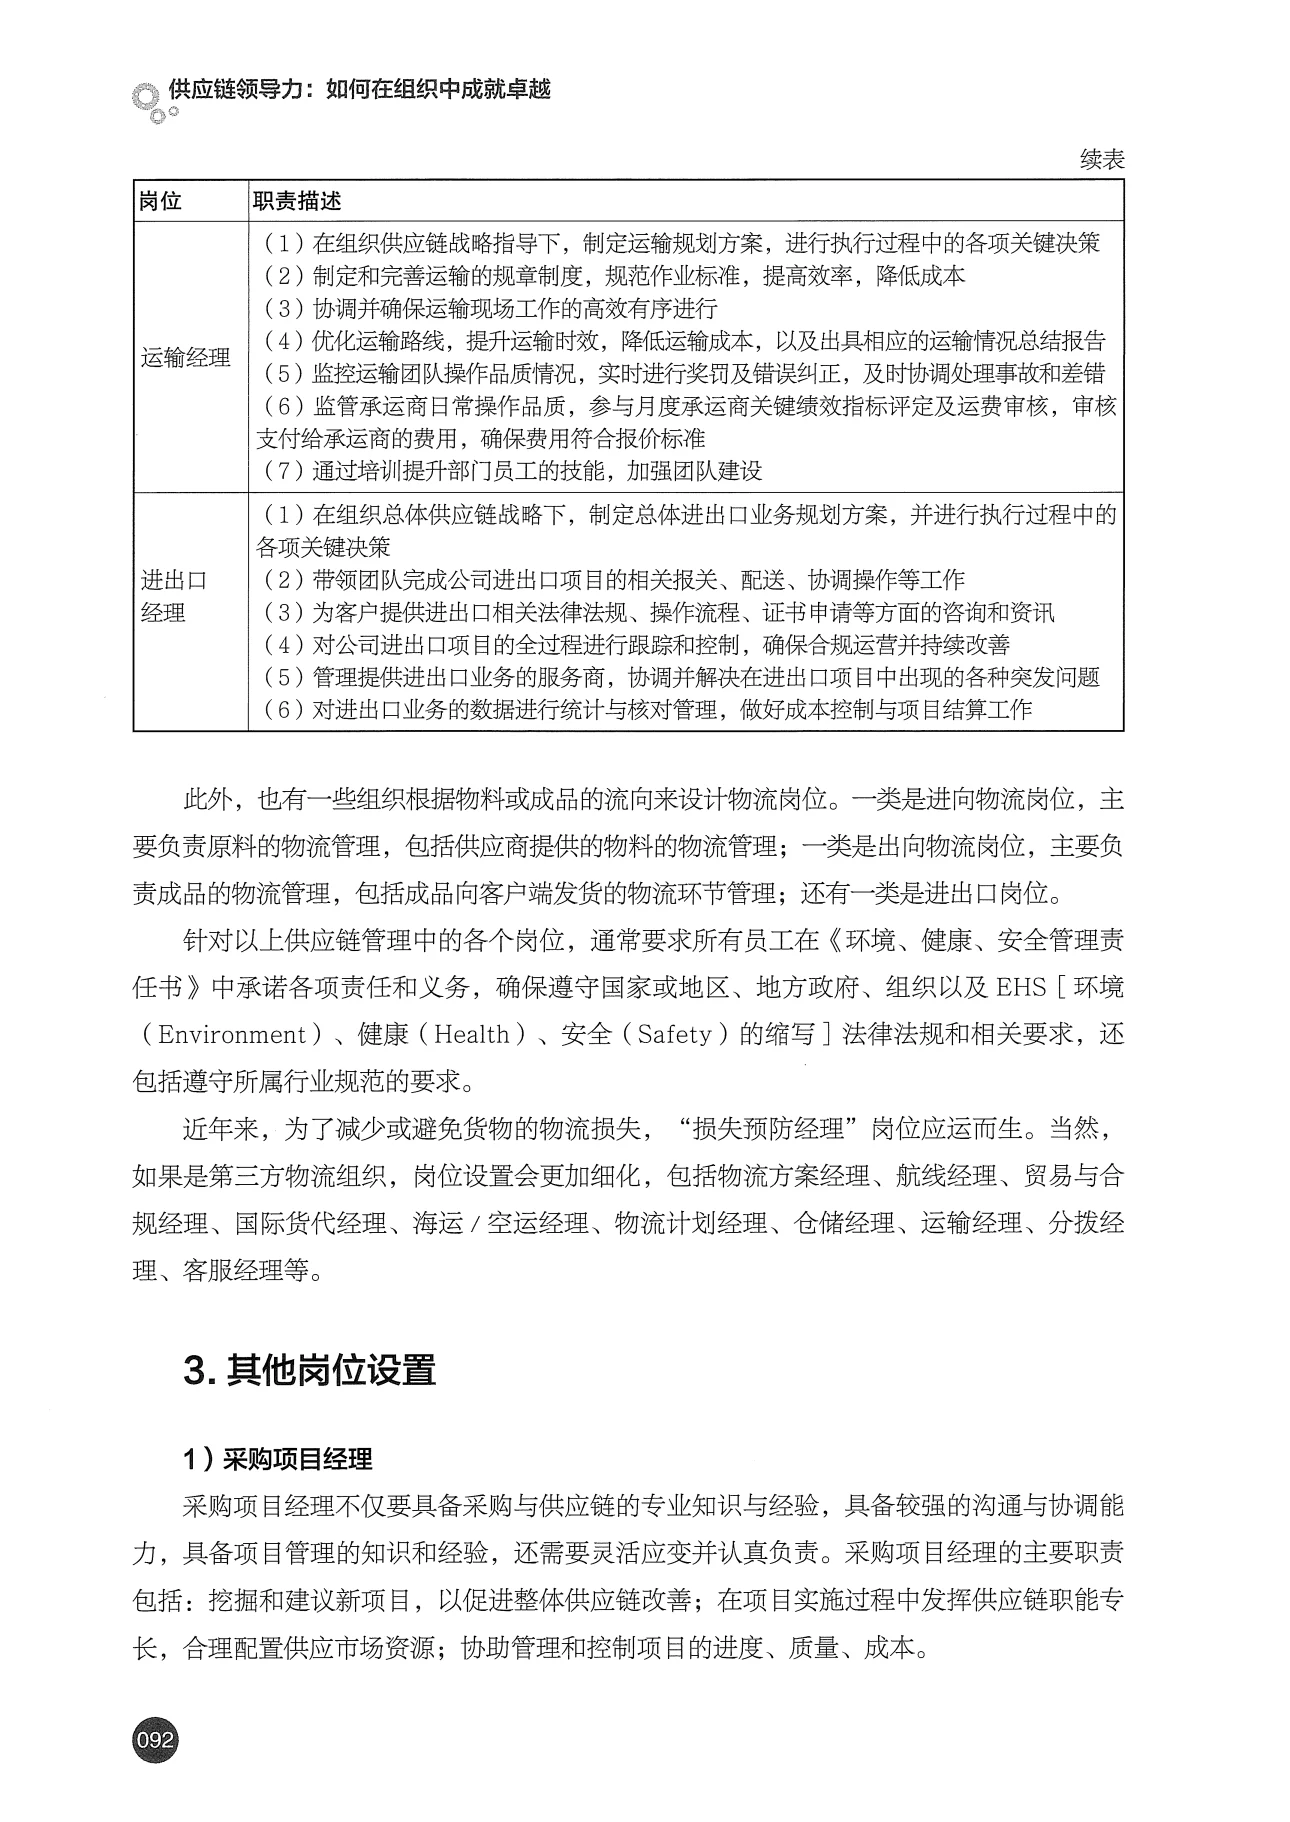 供应链领导力：如何在组织中成就卓越
续表
岗位 职责描述
运输经理
（1）在组织供应链战略指导下，制定运输规划方案，进行执行过程中的各项关键决策
（2）制定和完善运输的规章制度，规范作业标准，提高效率，降低成本
（3）协调并确保运输现场工作的高效有序进行
（4）优化运输路线，提升运输时效，降低运输成本，以及出具相应的运输情况总结报告
（5）监控运输团队操作品质情况，实时进行奖罚及错误纠正，及时协调处理事故和差错
（6）监管承运商日常操作品质，参与月度承运商关键绩效指标评定及运费审核，审核
支付给承运商的费用，确保费用符合报价标准
（7）通过培训提升部门员工的技能，加强团队建设
进出口
经理
（1）在组织总体供应链战略下，制定总体进出口业务规划方案，并进行执行过程中的
各项关键决策
（2）带领团队完成公司进出口项目的相关报关、配送、协调操作等工作
（3）为客户提供进出口相关法律法规、操作流程、证书申请等方面的咨询和资讯
（4）对公司进出口项目的全过程进行跟踪和控制，确保合规运营并持续改善
（5）管理提供进出口业务的服务商，协调并解决在进出口项目中出现的各种突发问题
（6）对进出口业务的数据进行统计与核对管理，做好成本控制与项目结算工作
此外，也有一些组织根据物料或成品的流向来设计物流岗位。一类是进向物流岗位，主
要负责原料的物流管理，包括供应商提供的物料的物流管理；一类是出向物流岗位，主要负
责成品的物流管理，包括成品向客户端发货的物流环节管理；还有一类是进出口岗位。
针对以上供应链管理中的各个岗位，通常要求所有员工在《环境、健康、安全管理责
任书》中承诺各项责任和义务，确保遵守国家或地区、地方政府、组织以及 EHS［环境
（Environment）、健康（Health）、安全（Safety）的缩写］法律法规和相关要求，还
包括遵守所属行业规范的要求。
近年来，为了减少或避免货物的物流损失，“损失预防经理”岗位应运而生。当然，
如果是第三方物流组织，岗位设置会更加细化，包括物流方案经理、航线经理、贸易与合
规经理、国际货代经理、海运 / 空运经理、物流计划经理、仓储经理、运输经理、分拨经
理、客服经理等。
3. 其他岗位设置
1）采购项目经理
采购项目经理不仅要具备采购与供应链的专业知识与经验，具备较强的沟通与协调能
力，具备项目管理的知识和经验，还需要灵活应变并认真负责。采购项目经理的主要职责
包括：挖掘和建议新项目，以促进整体供应链改善；在项目实施过程中发挥供应链职能专
长，合理配置供应市场资源；协助管理和控制项目的进度、质量、成本。
092